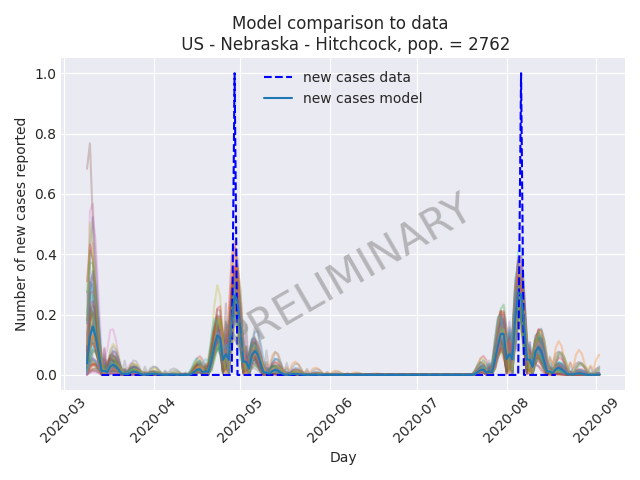 Model comparison to data
US - Nebraska - Hitchcock, pop. = 2762
new cases data
new cases model
Number of new cases reported
1.0
0.8
0.6
0.4
0.2
0.0
PRELIMINARY
2020-03
2020-04
2020-05
2020-06
2020-07
2020-08
2020-09
Day